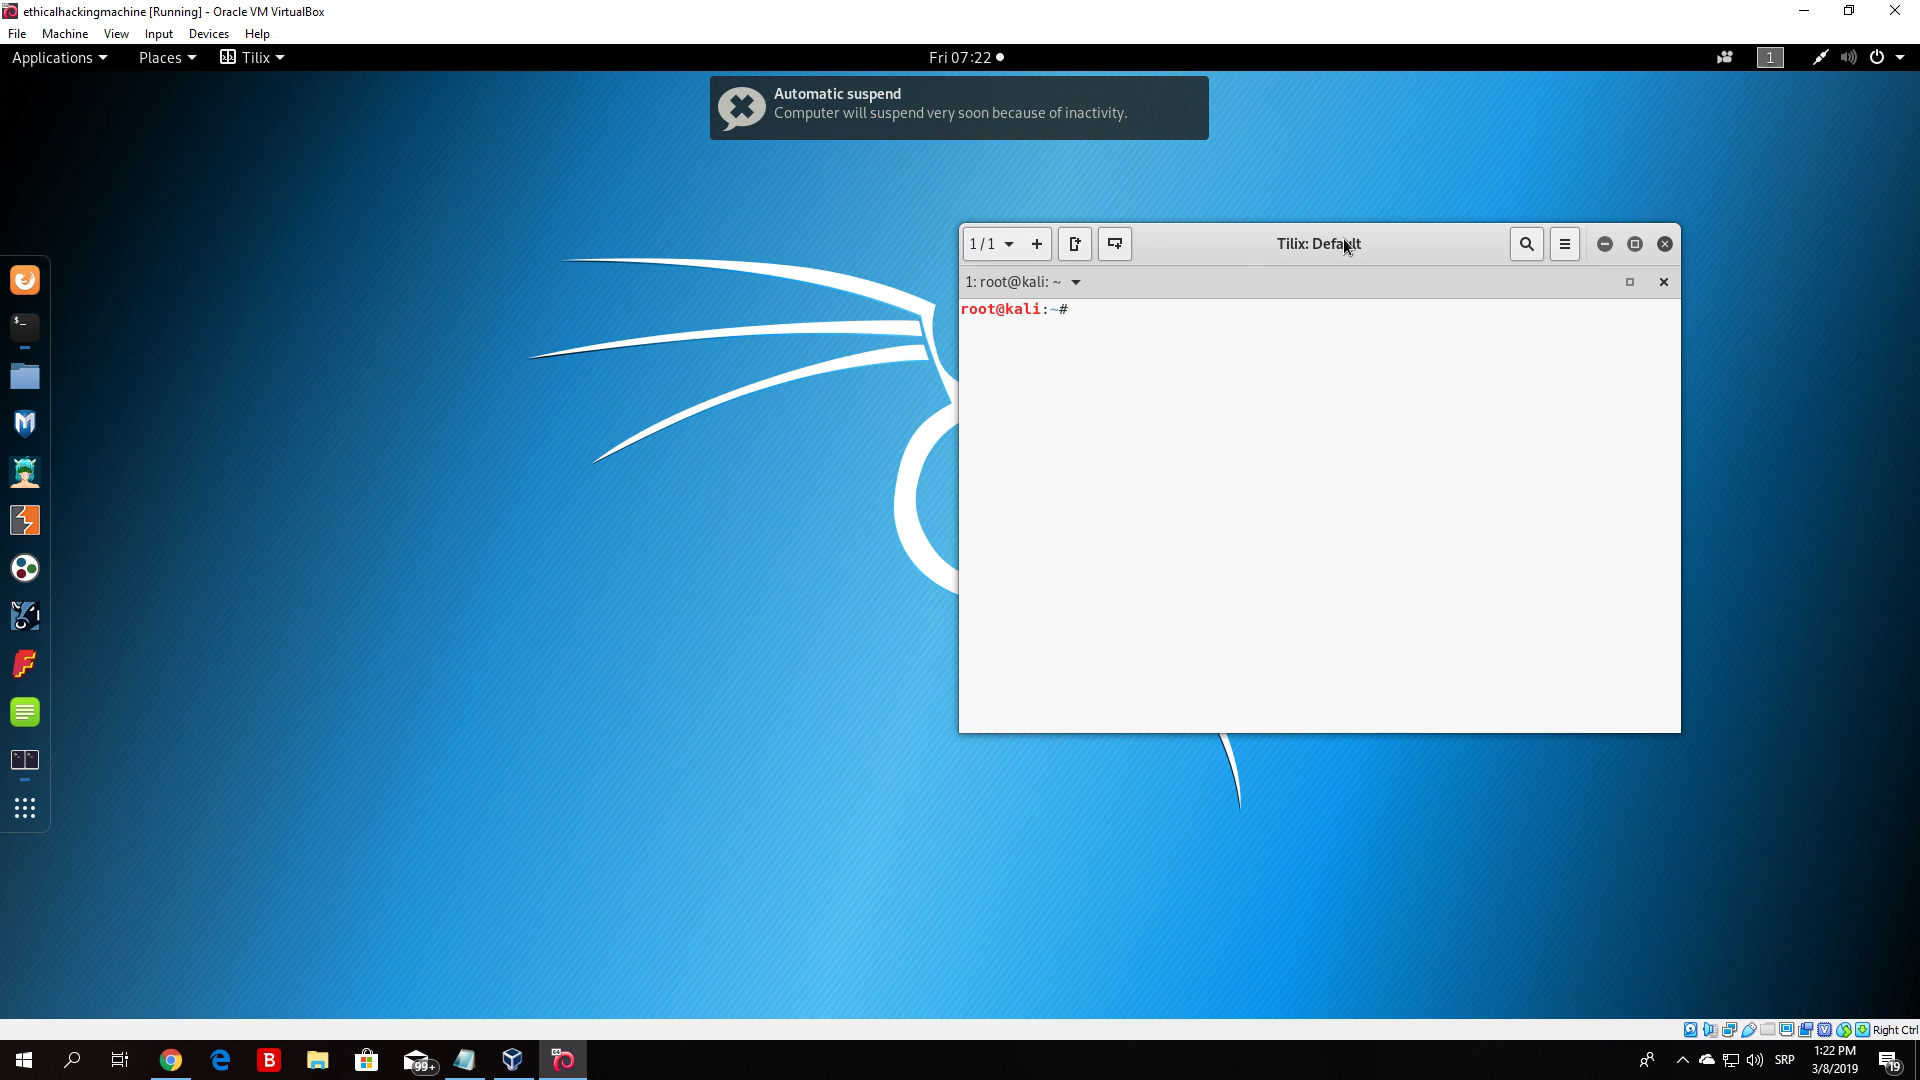 ethicalhackingmachine [Running] - Oracle VM VirtualBox
File Machine View Input Devices Help
Applications Places Tilix Fri 07:22 1
Automatic suspend
Computer will suspend very soon because of inactivity.
1 / 1 Tilix: Default
1: root@kali: ~
root@kali:~#
Right Ctrl
99+ SRP 1:22 PM
3/8/2019 19